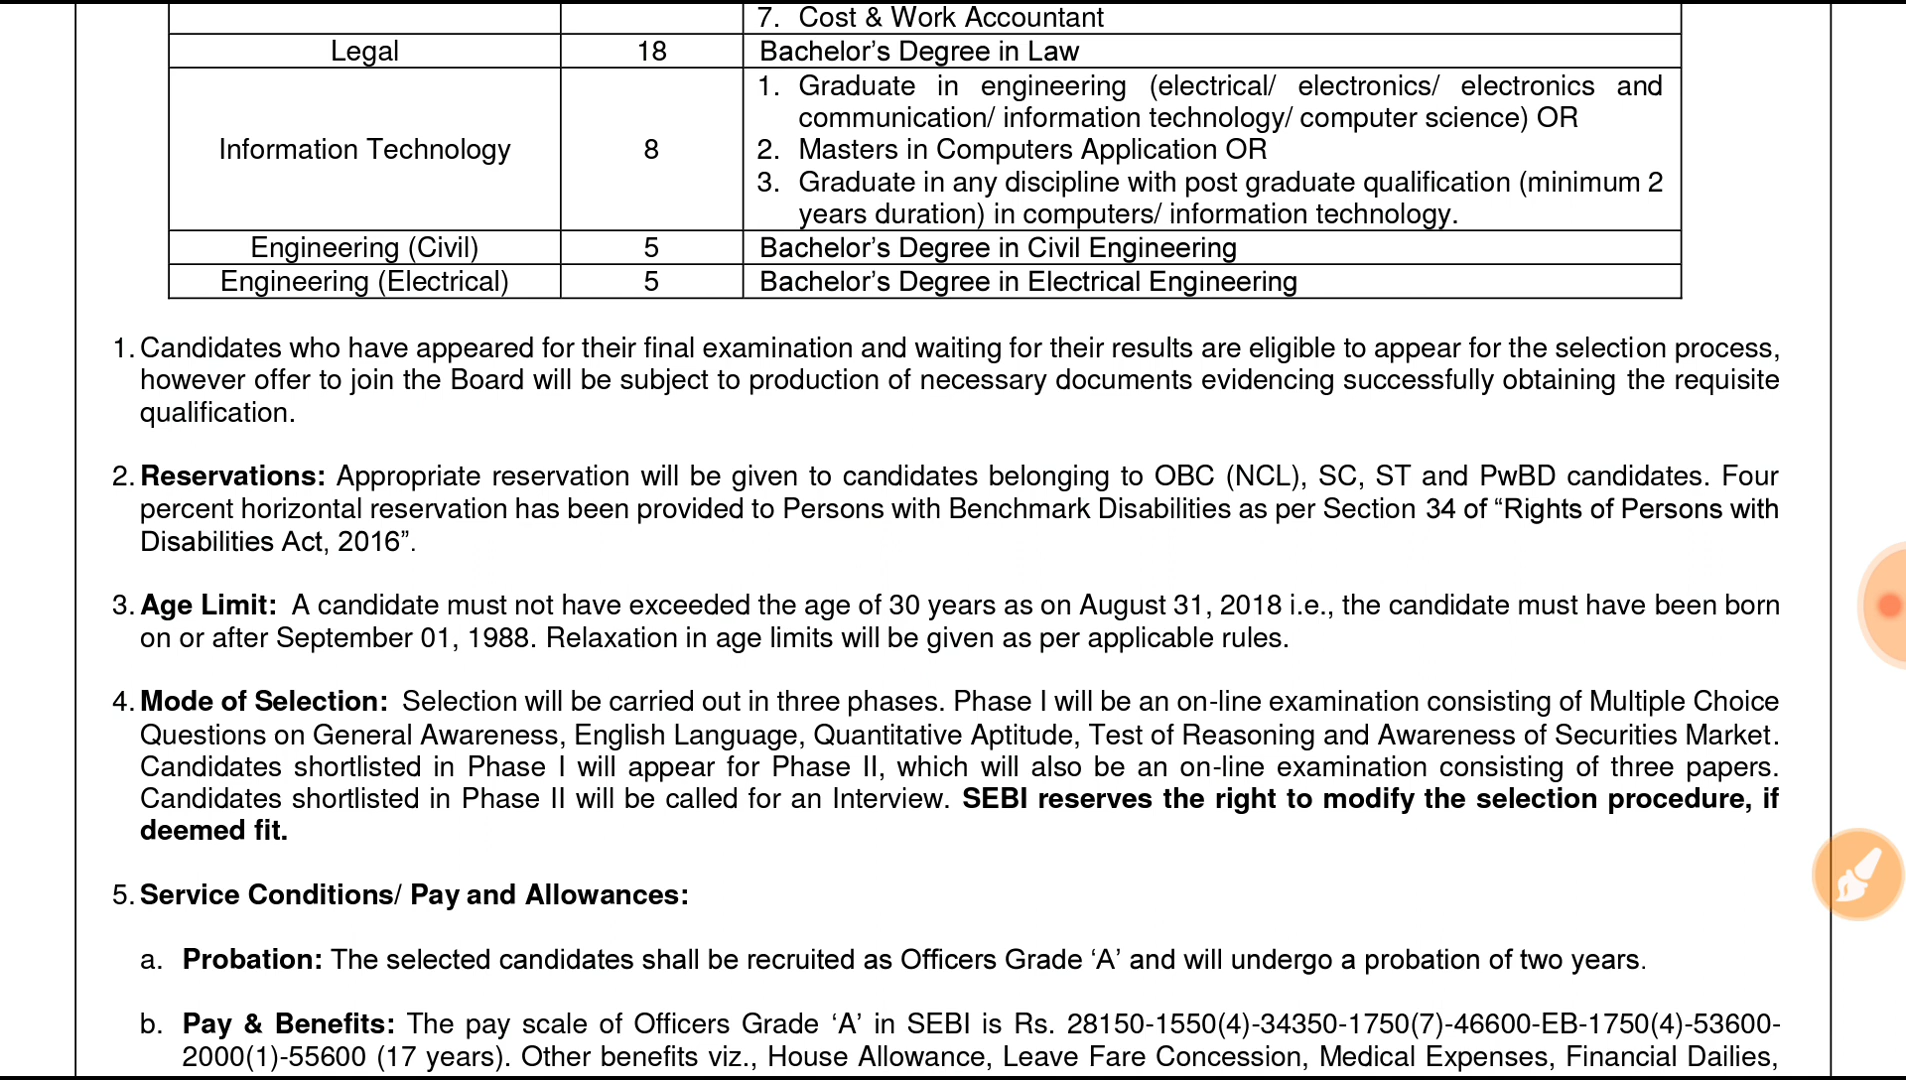 7. Cost & Work Accountant
Legal 18 Bachelor’s Degree in Law
1. Graduate in engineering (electrical/ electronics/ electronics and
communication/ information technology/ computer science) OR
Information Technology 8 2. Masters in Computers Application OR
3. Graduate in any discipline with post graduate qualification (minimum 2
years duration) in computers/ information technology.
Engineering (Civil) 5 Bachelor’s Degree in Civil Engineering
Engineering (Electrical) 5 Bachelor’s Degree in Electrical Engineering
1. Candidates who have appeared for their final examination and waiting for their results are eligible to appear for the selection process,
however offer to join the Board will be subject to production of necessary documents evidencing successfully obtaining the requisite
qualification.
2. Reservations: Appropriate reservation will be given to candidates belonging to OBC (NCL), SC, ST and PwBD candidates. Four
percent horizontal reservation has been provided to Persons with Benchmark Disabilities as per Section 34 of “Rights of Persons with
Disabilities Act, 2016”.
3. Age Limit: A candidate must not have exceeded the age of 30 years as on August 31, 2018 i.e., the candidate must have been born
on or after September 01, 1988. Relaxation in age limits will be given as per applicable rules.
4. Mode of Selection: Selection will be carried out in three phases. Phase I will be an on-line examination consisting of Multiple Choice
Questions on General Awareness, English Language, Quantitative Aptitude, Test of Reasoning and Awareness of Securities Market.
Candidates shortlisted in Phase I will appear for Phase II, which will also be an on-line examination consisting of three papers.
Candidates shortlisted in Phase II will be called for an Interview. SEBI reserves the right to modify the selection procedure, if
deemed fit.
5. Service Conditions/ Pay and Allowances:
a. Probation: The selected candidates shall be recruited as Officers Grade ‘A’ and will undergo a probation of two years.
b. Pay & Benefits: The pay scale of Officers Grade ‘A’ in SEBI is Rs. 28150-1550(4)-34350-1750(7)-46600-EB-1750(4)-53600-
2000(1)-55600 (17 years). Other benefits viz., House Allowance, Leave Fare Concession, Medical Expenses, Financial Dailies,